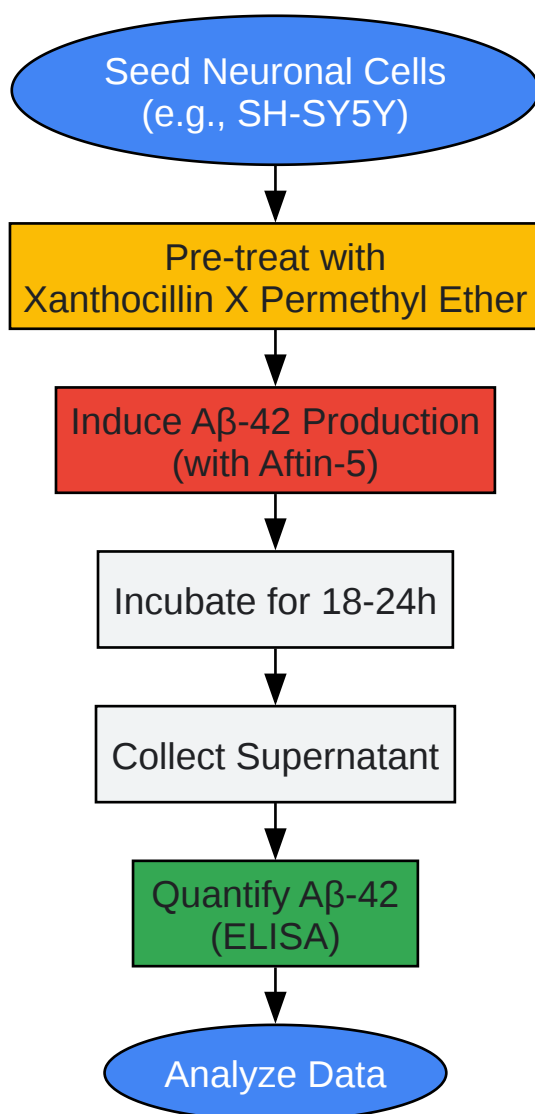 Seed Neuronal Cells
(e.g., SH-SY5Y)
Pre-treat with
Xanthocillin X Permethyl Ether
Induce Aβ-42 Production
(with Aftin-5)
Incubate for 18-24h
Collect Supernatant
Quantify Aβ-42
(ELISA)
Analyze Data